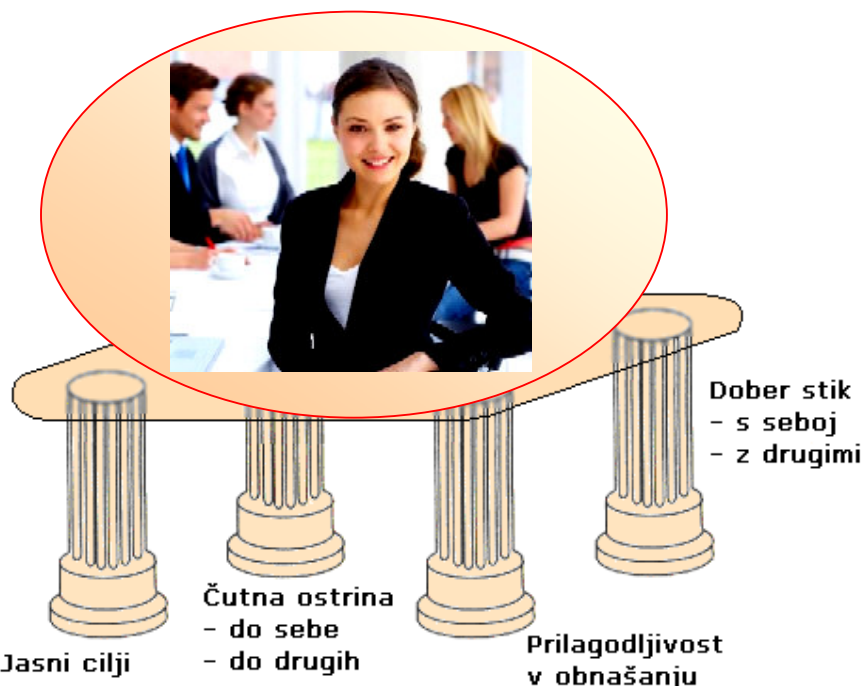 Dober stik
- s seboj
- z drugimi
Čutna ostrina
- do sebe
- do drugih
Jasni cilji
Prilagodljivost
v obnašanju